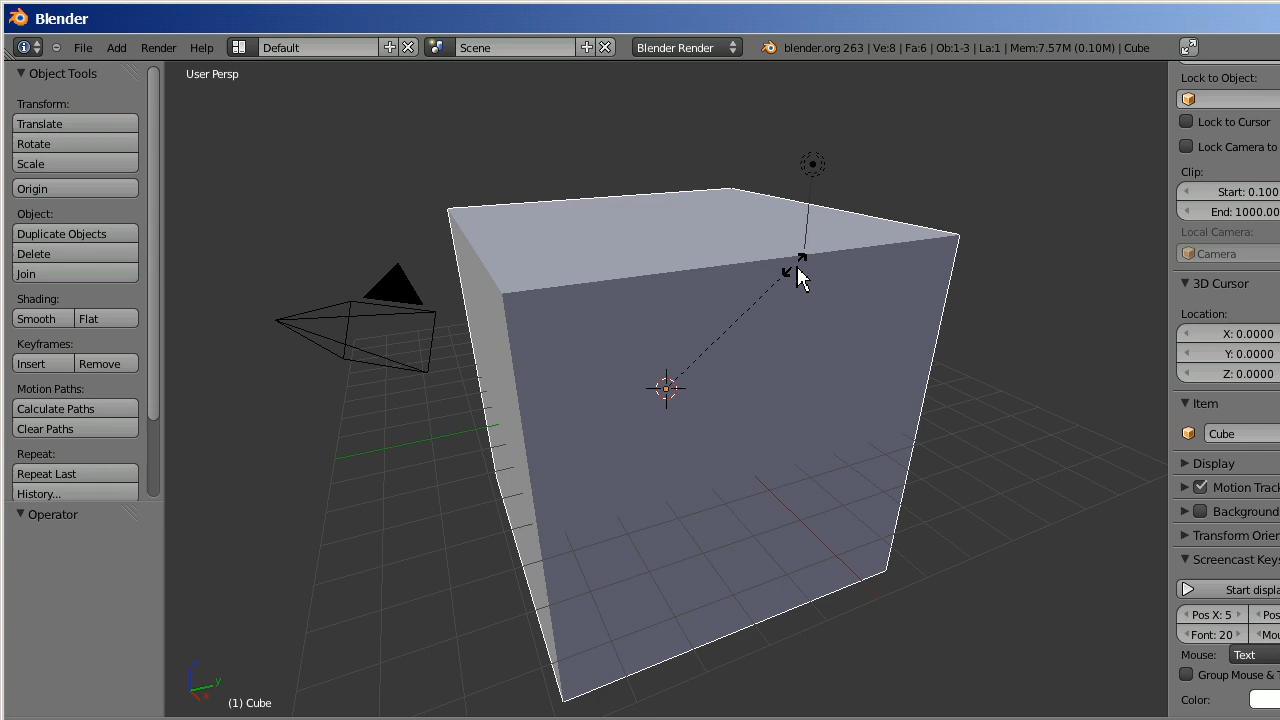 Blender
File Add Render Help Default Scene Blender Render blender.org 263 | Ve:8 | Fa:6 | Ob:1-3 | La:1 | Mem:7.57M (0.10M) | Cube
Object Tools
Transform:
Translate
Rotate
Scale
Origin
Object:
Duplicate Objects
Delete
Join
Shading:
Smooth Flat
Keyframes:
Insert Remove
Motion Paths:
Calculate Paths
Clear Paths
Repeat:
Repeat Last
History...
Operator
User Persp
y
(1) Cube
Lock to Object:
Lock to Cursor
Lock Camera to
Clip:
Start: 0.100
End: 1000.00
Local Camera:
Camera
3D Cursor
Location:
X: 0.0000
Y: 0.0000
Z: 0.0000
Item
Cube
Display
Motion Track
Background
Transform Orien
Screencast Keys
Start displa
Pos X: 5 Pos
Font: 20 Mou
Mouse: Text
Group Mouse & T
Color: